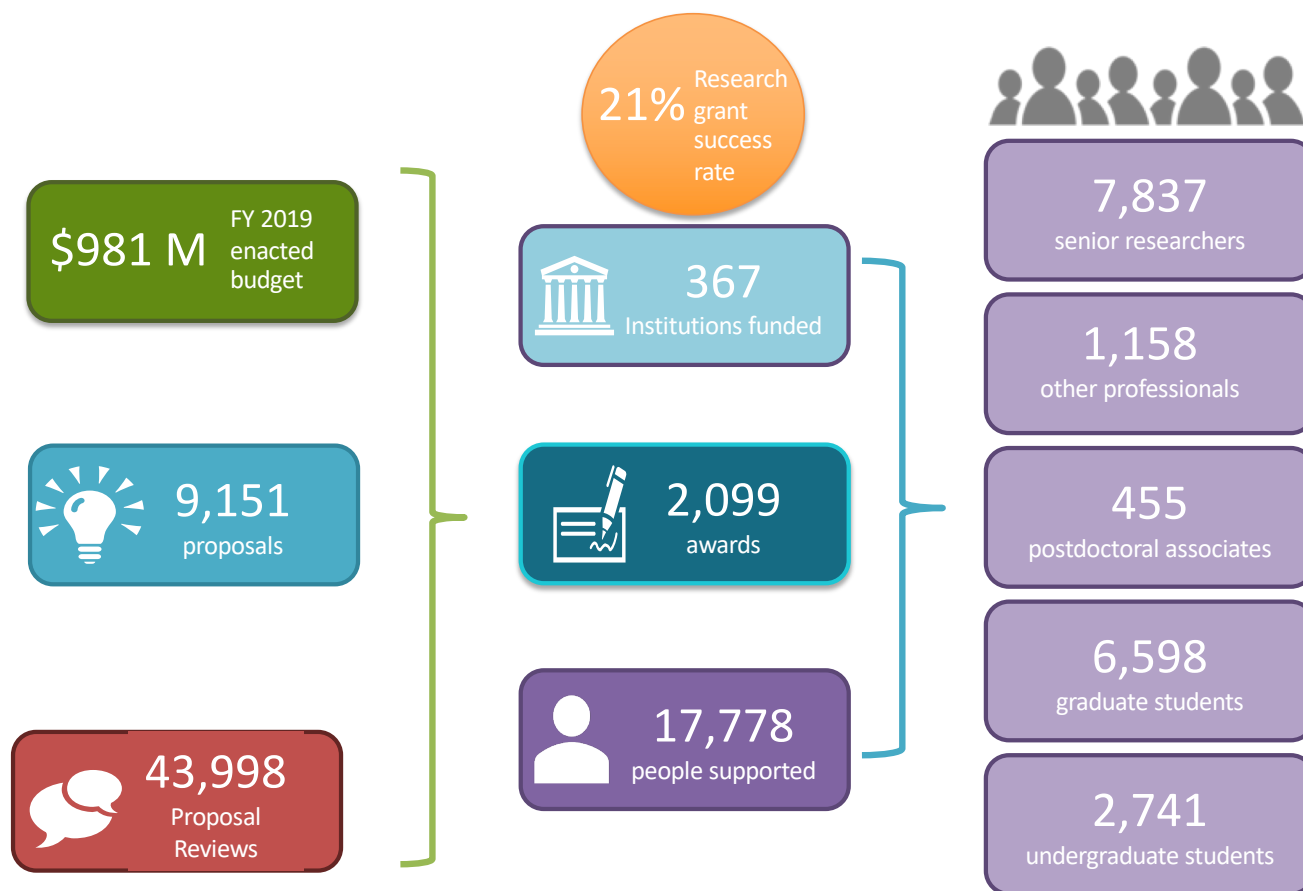 $981 M
FY 2019
enacted
budget
9,151
proposals
43,998
Proposal
Reviews
21%
Research
grant
success
rate
367
Institutions funded
2,099
awards
17,778
people supported
7,837
senior researchers
1,158
other professionals
455
postdoctoral associates
6,598
graduate students
2,741
undergraduate students